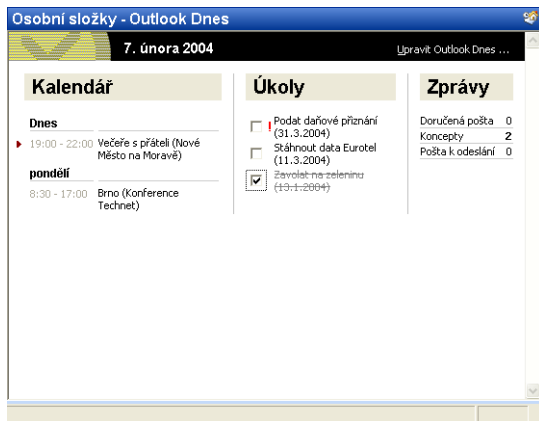 Osobní složky - Outlook Dnes
7. února 2004
Upravit Outlook Dnes ...
Kalendář
Dnes
19:00 - 22:00 Večeře s přáteli (Nové
Město na Moravě)
pondělí
8:30 - 17:00 Brno (Konference
Technet)
Úkoly
! Podat daňové přiznání
(31.3.2004)
Stáhnout data Eurotel
(11.3.2004)
Zavolat na zeleninu
(13.1.2004)
Zprávy
Doručená pošta 0
Koncepty 2
Pošta k odeslání 0